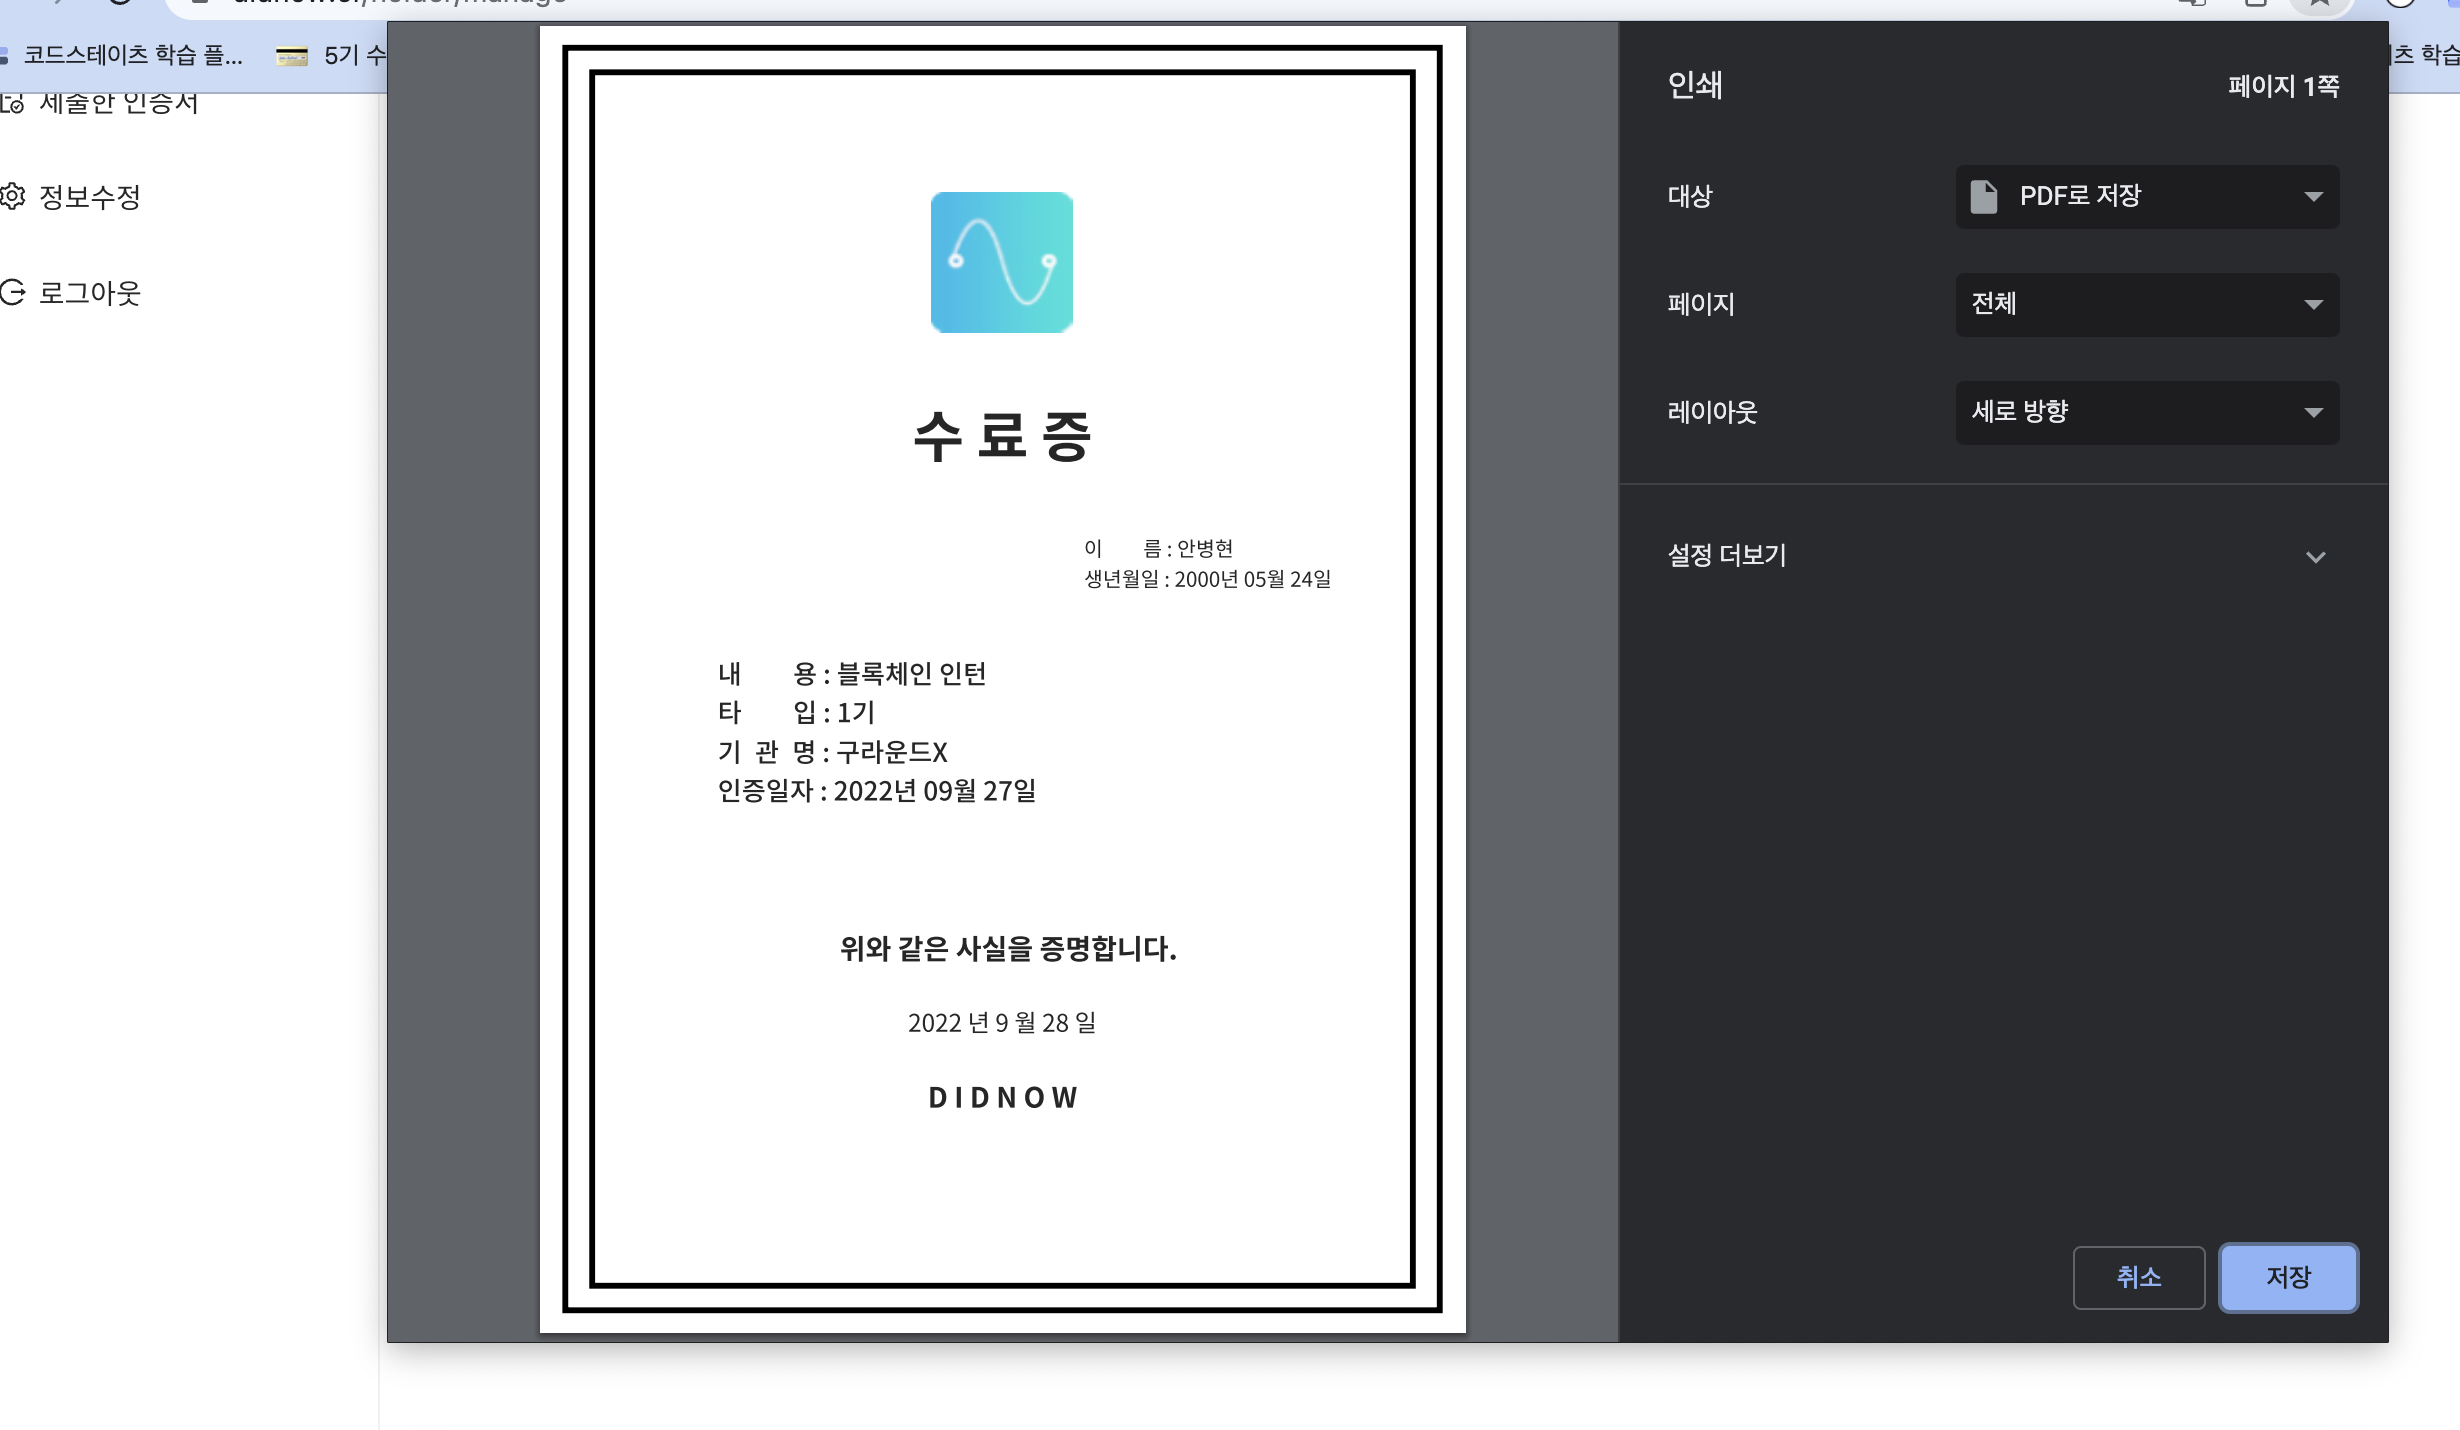 코드스테이츠 학습 플...
5기 수
츠 학습
제출한 인증서
정보수정
로그아웃
수 료 증
이 름 : 안병현
생년월일 : 2000년 05월 24일
내 용 : 블록체인 인턴
타 입 : 1기
기 관 명 : 구라운드X
인증일자 : 2022년 09월 27일
위와 같은 사실을 증명합니다.
2022 년 9 월 28 일
D I D N O W
인쇄
페이지 1쪽
대상
PDF로 저장
페이지
전체
레이아웃
세로 방향
설정 더보기
취소
저장